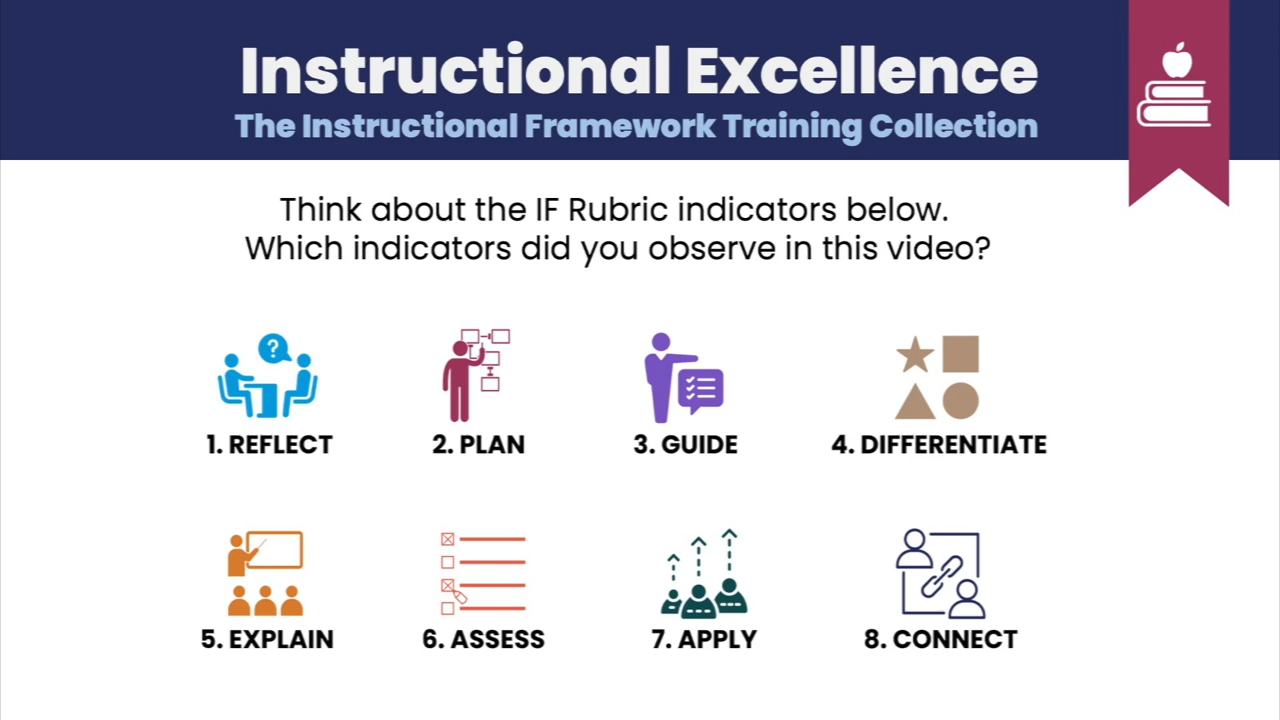 Instructional Excellence
The Instructional Framework Training Collection
Think about the IF Rubric indicators below.
Which indicators did you observe in this video?
?
1. REFLECT
2. PLAN
3. GUIDE
4. DIFFERENTIATE
5. EXPLAIN
6. ASSESS
7. APPLY
8. CONNECT